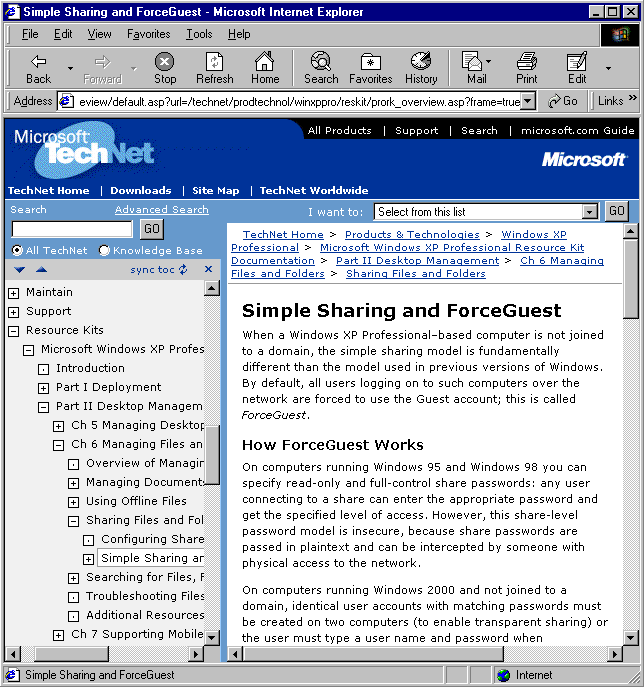 Simple Sharing and ForceGuest - Microsoft Internet Explorer
File Edit View Favorites Tools Help
Back Forward Stop Refresh Home Search Favorites History Mail Print Edit
Address eview/default.asp?url=/technet/prodtechnol/winxppro/reskit/prork_overview.asp?frame=true Go Links »
All Products | Support | Search | microsoft.com Guide
Microsoft
TechNet
Microsoft
TechNet Home | Downloads | Site Map | TechNet Worldwide
Search Advanced Search
I want to: Select from this list GO
GO
All TechNet Knowledge Base
sync toc
Maintain
Support
Resource Kits
Microsoft Windows XP Profes
Introduction
Part I Deployment
Part II Desktop Managem
Ch 5 Managing Desktop
Ch 6 Managing Files an
Overview of Managin
Managing Documents
Using Offline Files
Sharing Files and Fol
Configuring Share
Simple Sharing an
Searching for Files, F
Troubleshooting Files
Additional Resources
Ch 7 Supporting Mobile
TechNet Home > Products & Technologies > Windows XP
Professional > Microsoft Windows XP Professional Resource Kit
Documentation > Part II Desktop Management > Ch 6 Managing
Files and Folders > Sharing Files and Folders
Simple Sharing and ForceGuest
When a Windows XP Professional–based computer is not joined
to a domain, the simple sharing model is fundamentally
different than the model used in previous versions of Windows.
By default, all users logging on to such computers over the
network are forced to use the Guest account; this is called
ForceGuest.
How ForceGuest Works
On computers running Windows 95 and Windows 98 you can
specify read-only and full-control share passwords: any user
connecting to a share can enter the appropriate password and
get the specified level of access. However, this share-level
password model is insecure, because share passwords are
passed in plaintext and can be intercepted by someone with
physical access to the network.
On computers running Windows 2000 and not joined to a
domain, identical user accounts with matching passwords must
be created on two computers (to enable transparent sharing) or
the user must type a user name and password when
Simple Sharing and ForceGuest
Internet